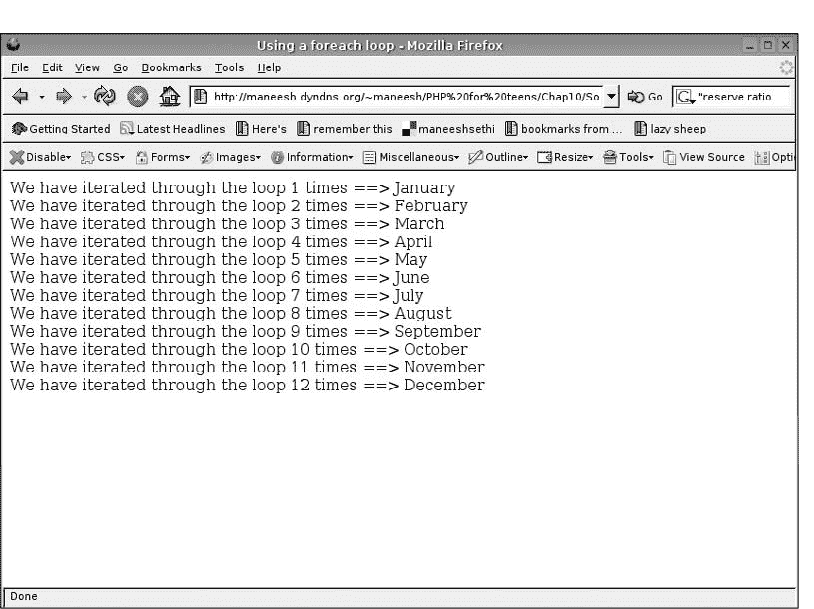 Using a foreach loop - Mozilla Firefox
File Edit View Go Bookmarks Tools Help
http://maneesh.dyndns.org/~maneesh/PHP%20for%20teens/Chap10/So Go "reserve ratio
Getting Started Latest Headlines Here's remember this maneeshsethi bookmarks from ... lazy sheep
Disable CSS Forms Images Information Miscellaneous Outline Resize Tools View Source Opti
We have iterated through the loop 1 times ==> January
We have iterated through the loop 2 times ==> February
We have iterated through the loop 3 times ==> March
We have iterated through the loop 4 times ==> April
We have iterated through the loop 5 times ==> May
We have iterated through the loop 6 times ==> June
We have iterated through the loop 7 times ==> July
We have iterated through the loop 8 times ==> August
We have iterated through the loop 9 times ==> September
We have iterated through the loop 10 times ==> October
We have iterated through the loop 11 times ==> November
We have iterated through the loop 12 times ==> December
Done